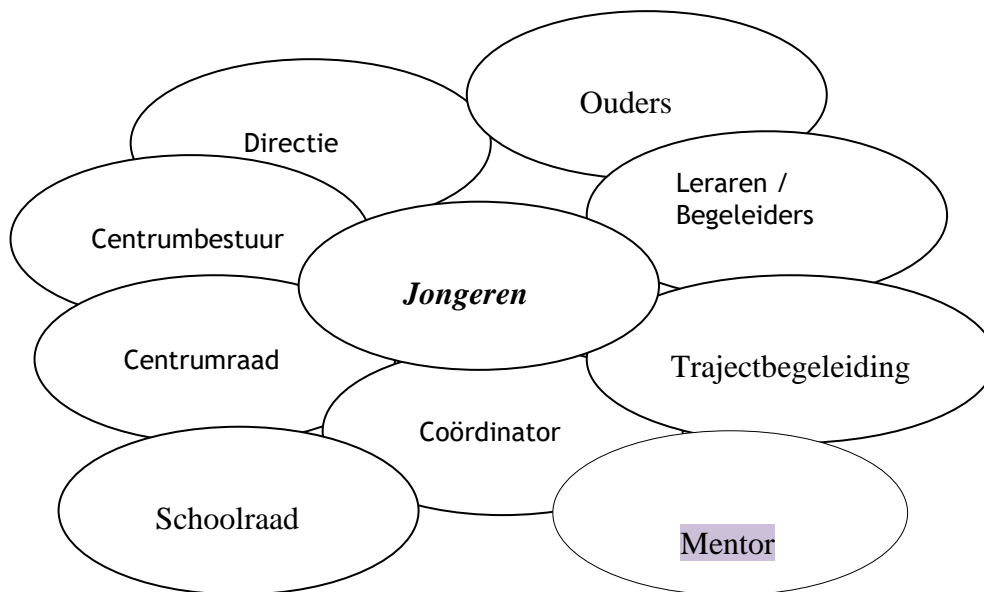 Ouders
Directie
Leraren /
Begeleiders
Centrumbestuur
Jongeren
Centrumraad
Trajectbegeleiding
Coördinator
Schoolraad
Mentor